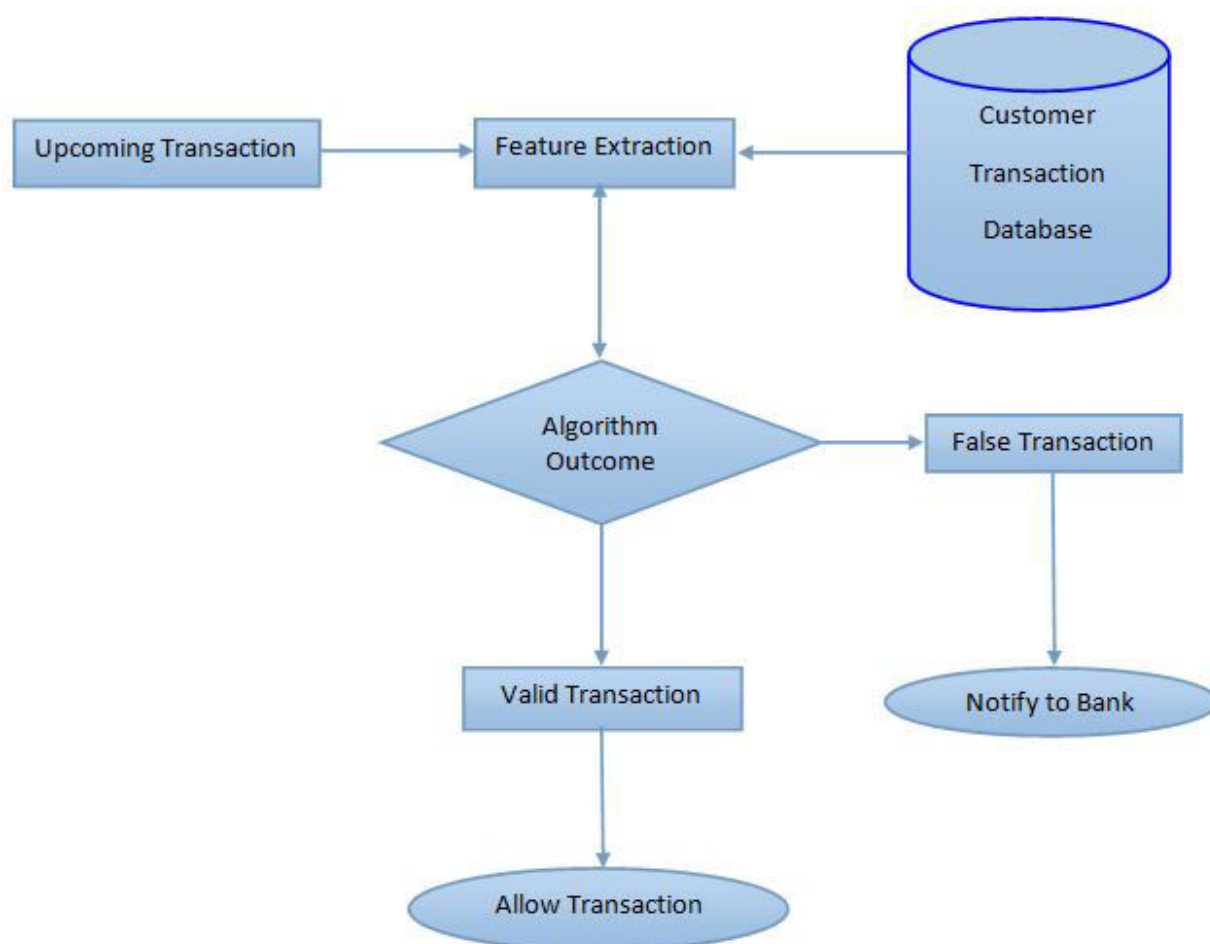 Upcoming Transaction
Feature Extraction
Customer
Transaction
Database
Algorithm
Outcome
False Transaction
Valid Transaction
Notify to Bank
Allow Transaction